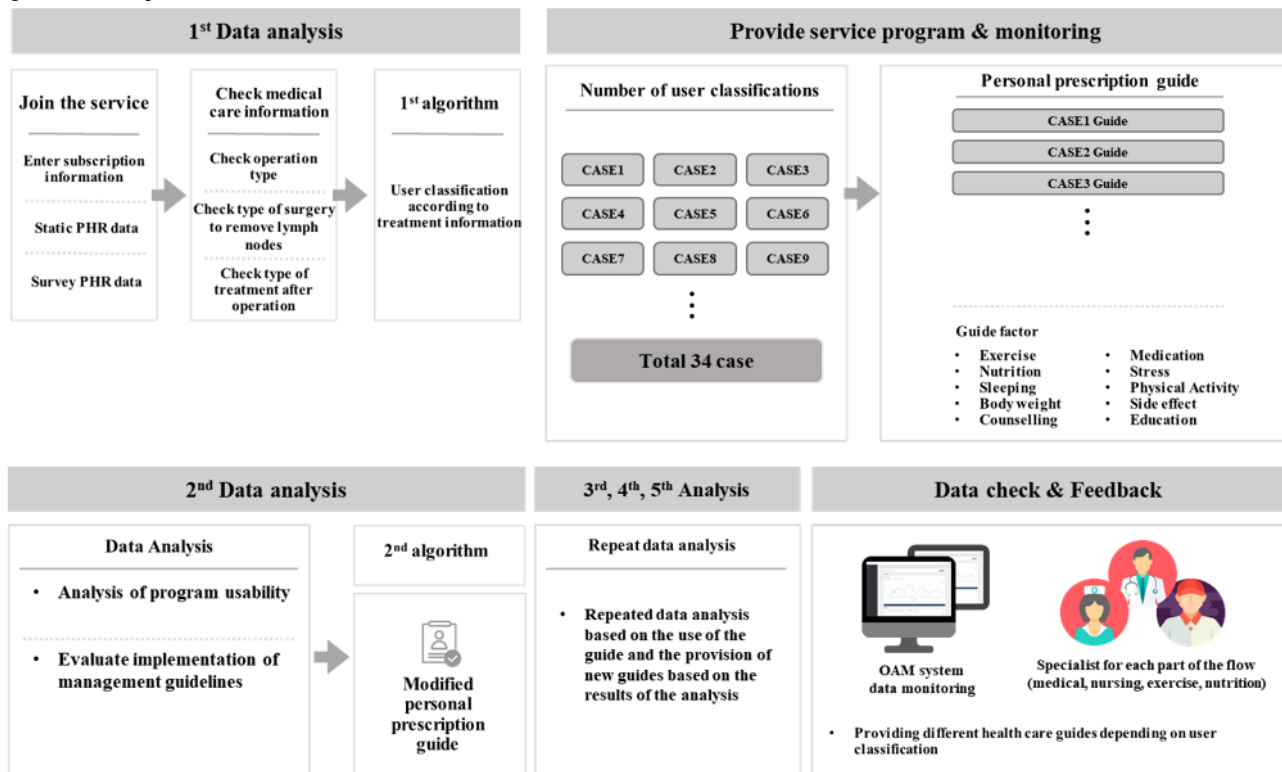 1st Data analysis
Join the service
Enter subscription
information
Static PHR data
Survey PHR data
Check medical
care information
Check operation
type
Check type of surgery
to remove lymph
nodes
Check type of
treatment after
operation
1st algorithm
User classification
according to
treatment information
Provide service program & monitoring
Number of user classifications
CASE1
CASE2
CASE3
CASE4
CASE5
CASE6
CASE7
CASE8
CASE9
Total 34 case
Personal prescription guide
CASE1 Guide
CASE2 Guide
CASE3 Guide
Guide factor
• Exercise
• Nutrition
• Sleeping
• Body weight
• Counselling
• Medication
• Stress
• Physical Activity
• Side effect
• Education
2nd Data analysis
Data Analysis
• Analysis of program usability
• Evaluate implementation of
management guidelines
2nd algorithm
Modified
personal
prescription
guide
3rd, 4th, 5th Analysis
Repeat data analysis
• Repeated data analysis
based on the use of the
guide and the provision of
new guides based on the
results of the analysis
Data check & Feedback
OAM system
data monitoring
Specialist for each part of the flow
(medical, nursing, exercise, nutrition)
• Providing different health care guides depending on user
classification